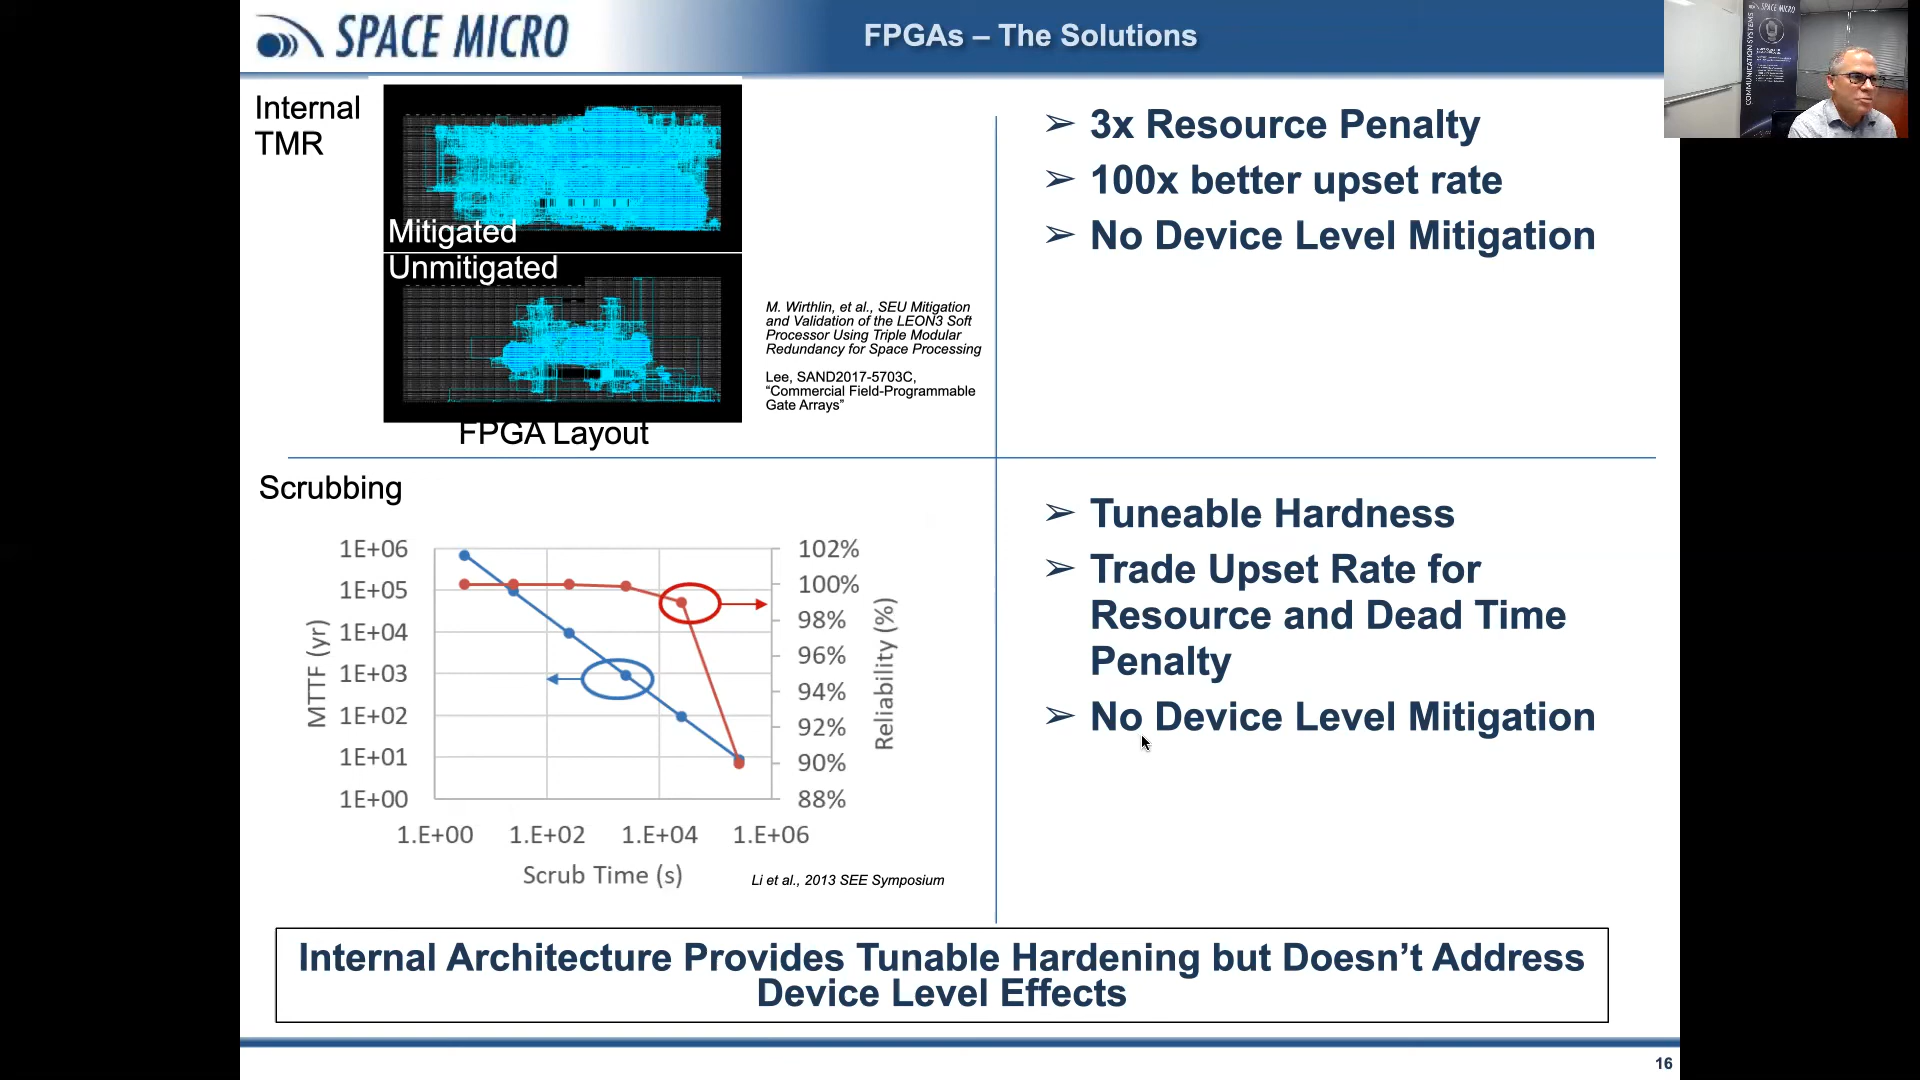 SPACE MICRO
FPGAs – The Solutions
SPACE MICRO
COMMUNICATION SYSTEMS
Internal
TMR
Mitigated
Unmitigated
FPGA Layout
M. Wirthlin, et al., SEU Mitigation
and Validation of the LEON3 Soft
Processor Using Triple Modular
Redundancy for Space Processing
Lee, SAND2017-5703C,
“Commercial Field-Programmable
Gate Arrays”
➢ 3x Resource Penalty
➢ 100x better upset rate
➢ No Device Level Mitigation
Scrubbing
MTTF (yr)
1E+06
1E+05
1E+04
1E+03
1E+02
1E+01
1E+00
102%
100%
98%
96%
94%
92%
90%
88%
Reliability (%)
1.E+00 1.E+02 1.E+04 1.E+06
Scrub Time (s)
Li et al., 2013 SEE Symposium
➢ Tuneable Hardness
➢ Trade Upset Rate for
Resource and Dead Time
Penalty
➢ No Device Level Mitigation
Internal Architecture Provides Tunable Hardening but Doesn’t Address
Device Level Effects
16